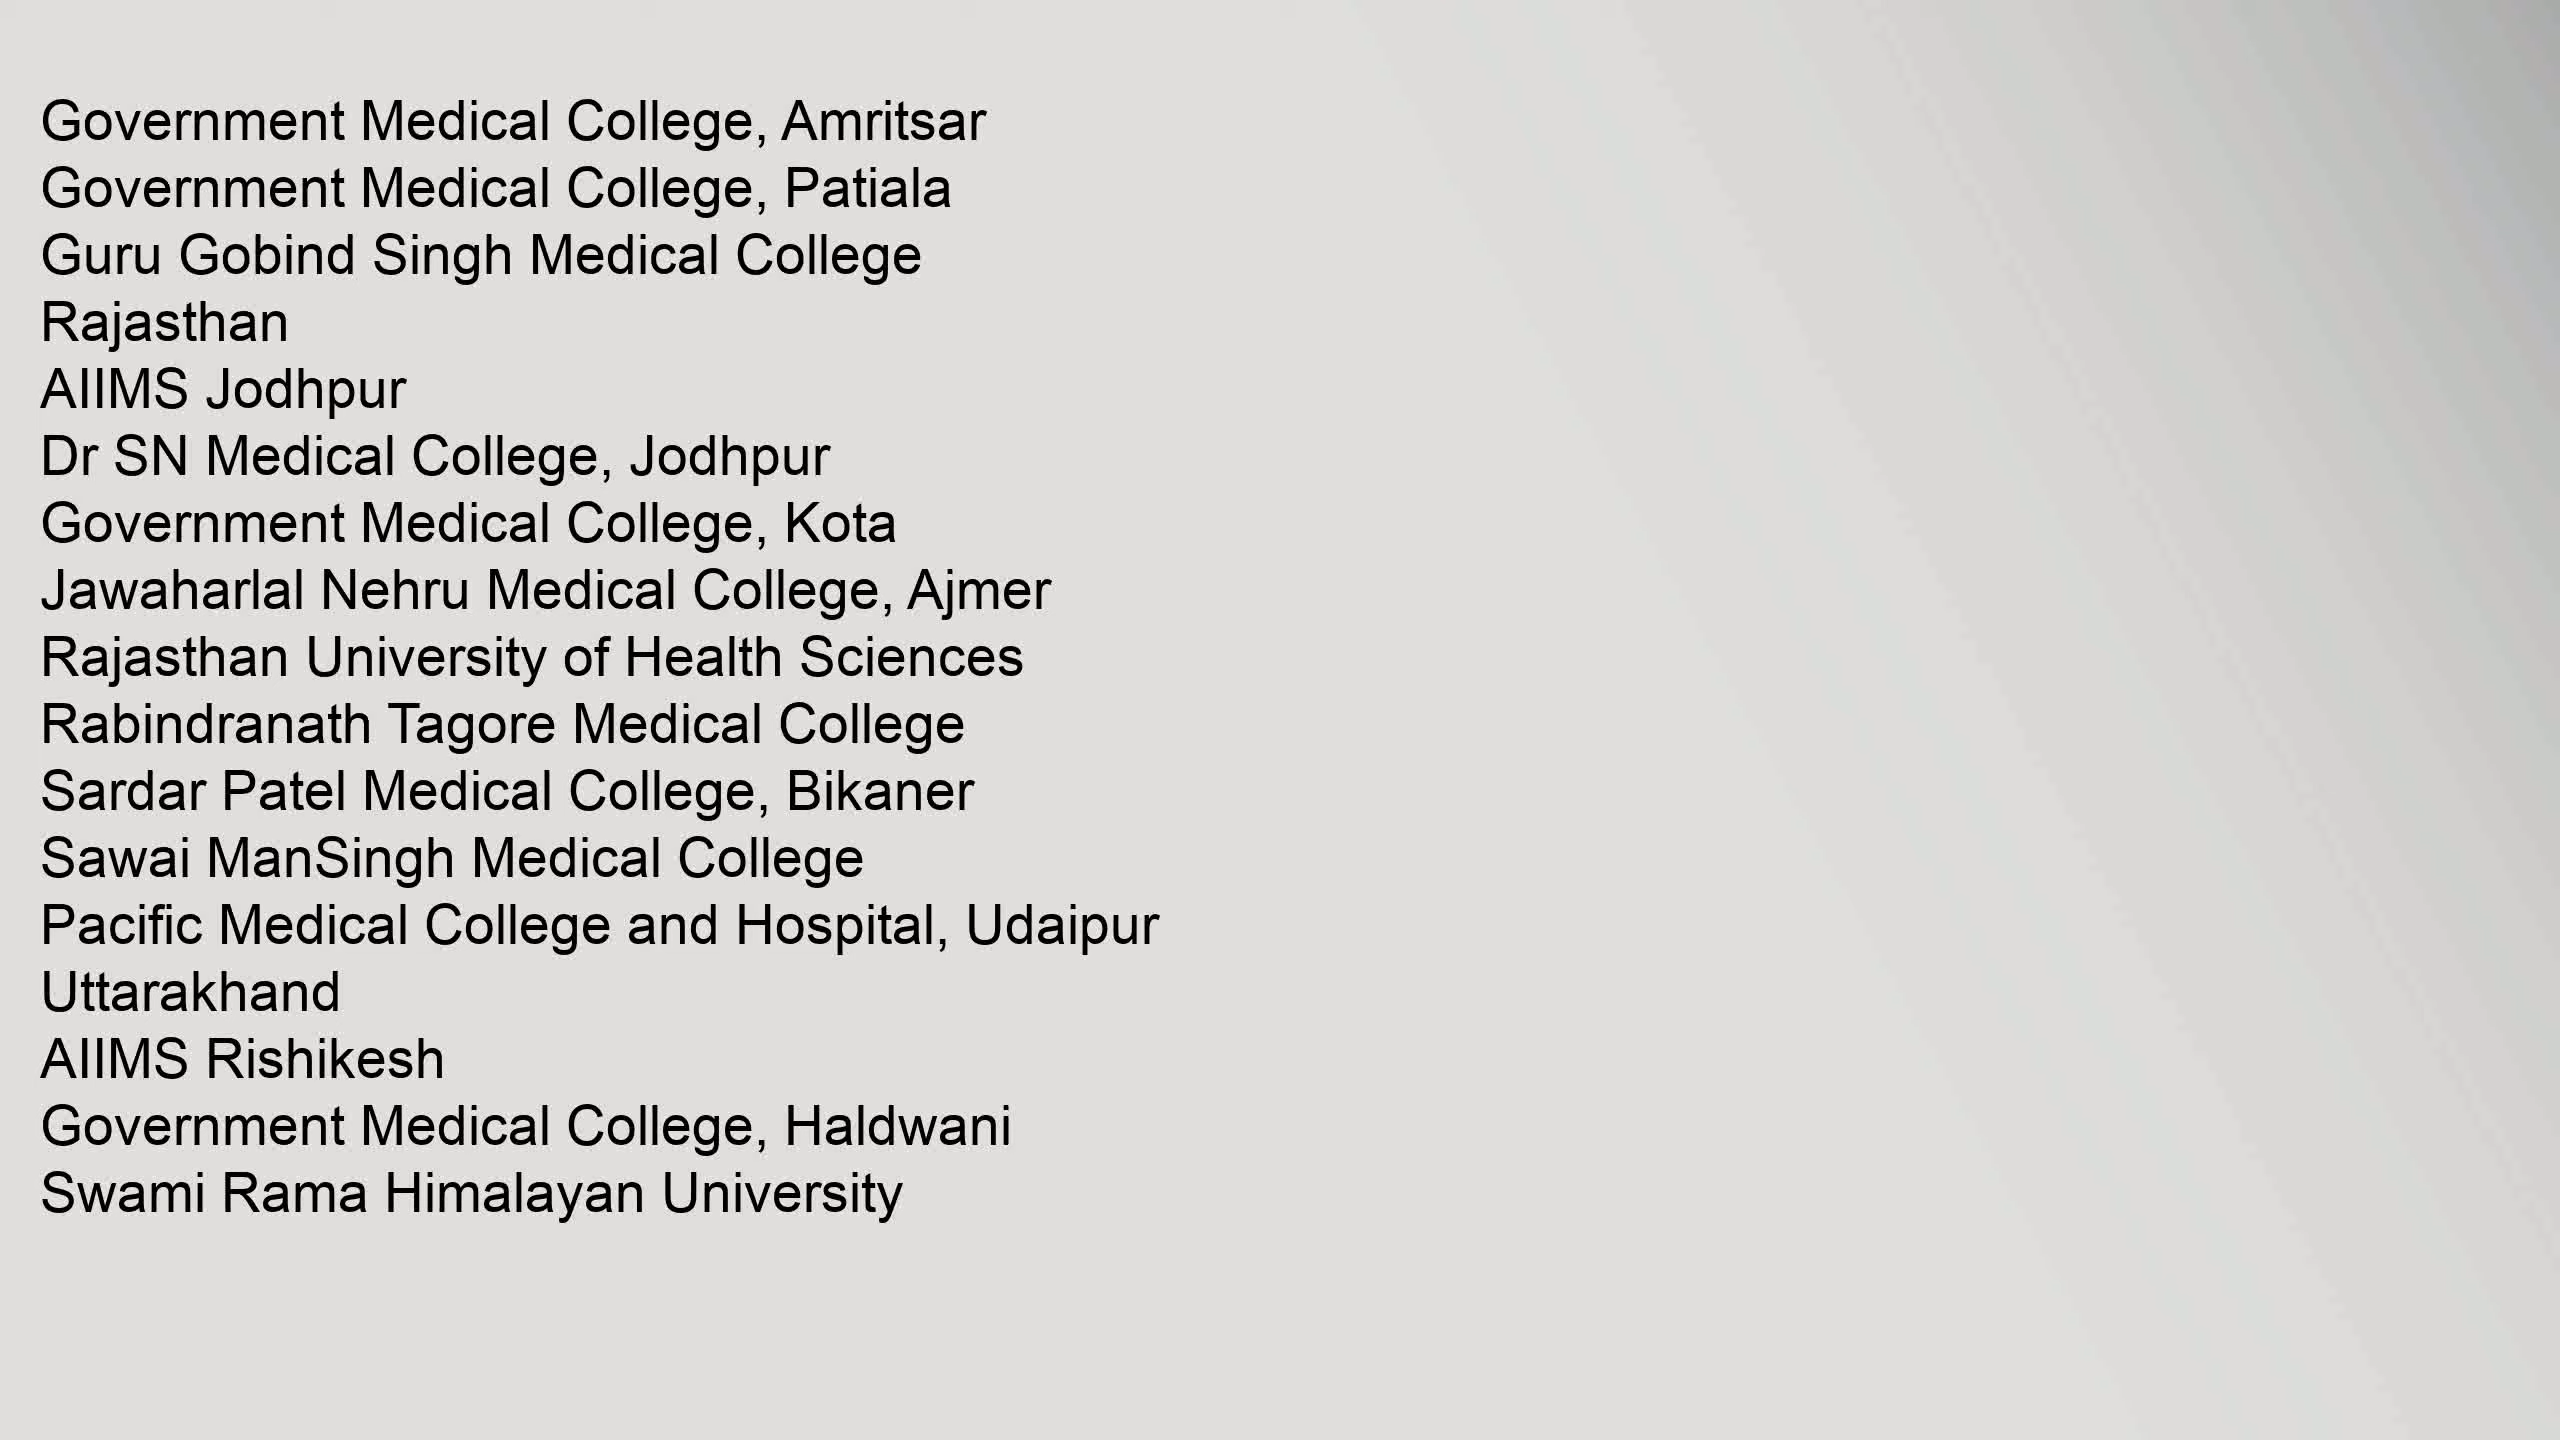 Government Medical College, Amritsar
Government Medical College, Patiala
Guru Gobind Singh Medical College
Rajasthan
AIIMS Jodhpur
Dr SN Medical College, Jodhpur
Government Medical College, Kota
Jawaharlal Nehru Medical College, Ajmer
Rajasthan University of Health Sciences
Rabindranath Tagore Medical College
Sardar Patel Medical College, Bikaner
Sawai ManSingh Medical College
Pacific Medical College and Hospital, Udaipur
Uttarakhand
AIIMS Rishikesh
Government Medical College, Haldwani
Swami Rama Himalayan University